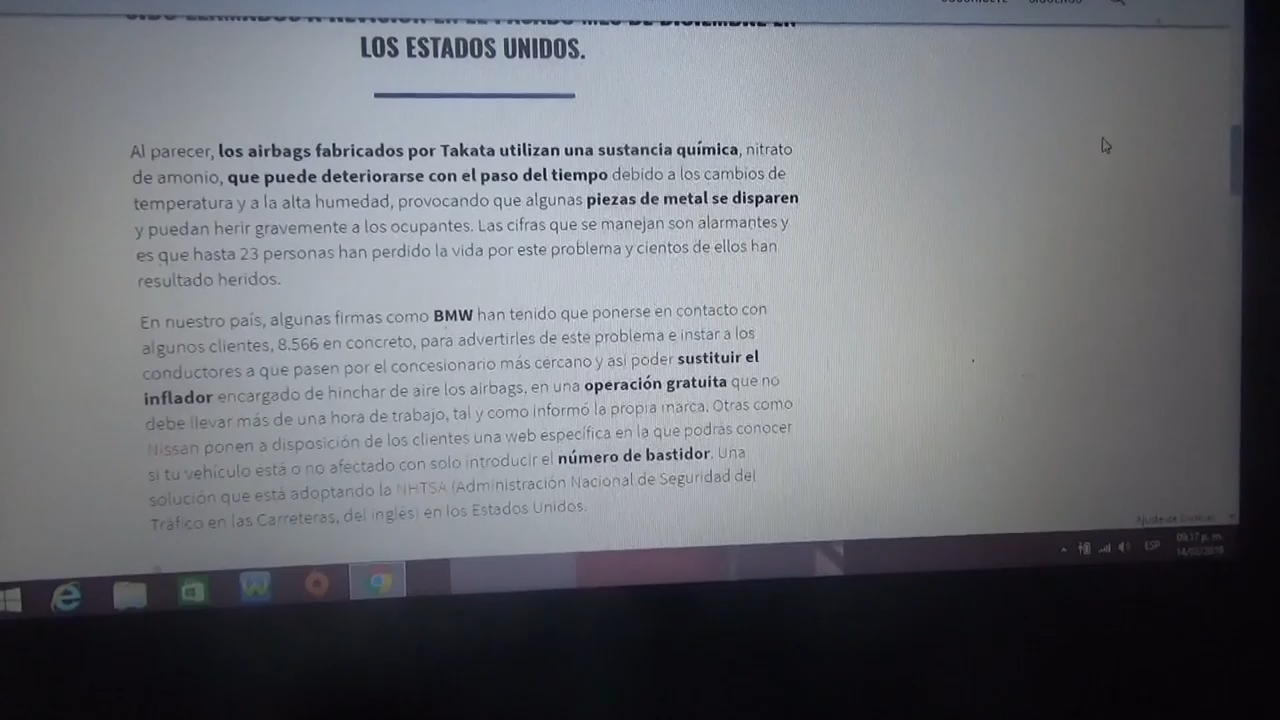 LOS ESTADOS UNIDOS.
Al parecer, los airbags fabricados por Takata utilizan una sustancia química, nitrato
de amonio, que puede deteriorarse con el paso del tiempo debido a los cambios de
temperatura y a la alta humedad, provocando que algunas piezas de metal se disparen
y puedan herir gravemente a los ocupantes. Las cifras que se manejan son alarmantes y
es que hasta 23 personas han perdido la vida por este problema y cientos de ellos han
resultado heridos.
En nuestro país, algunas firmas como BMW han tenido que ponerse en contacto con
algunos clientes, 8.566 en concreto, para advertirles de este problema e instar a los
conductores a que pasen por el concesionario más cercano y así poder sustituir el
inflador encargado de hinchar de aire los airbags, en una operación gratuita que no
debe llevar más de una hora de trabajo, tal y como informó la propia marca. Otras como
Nissan ponen a disposición de los clientes una web específica en la que podrás conocer
si tu vehículo está o no afectado con solo introducir el número de bastidor. Una
solución que está adoptando la NHTSA (Administración Nacional de Seguridad del
Tráfico en las Carreteras, del inglés) en los Estados Unidos.
ESP
09:17 p. m.